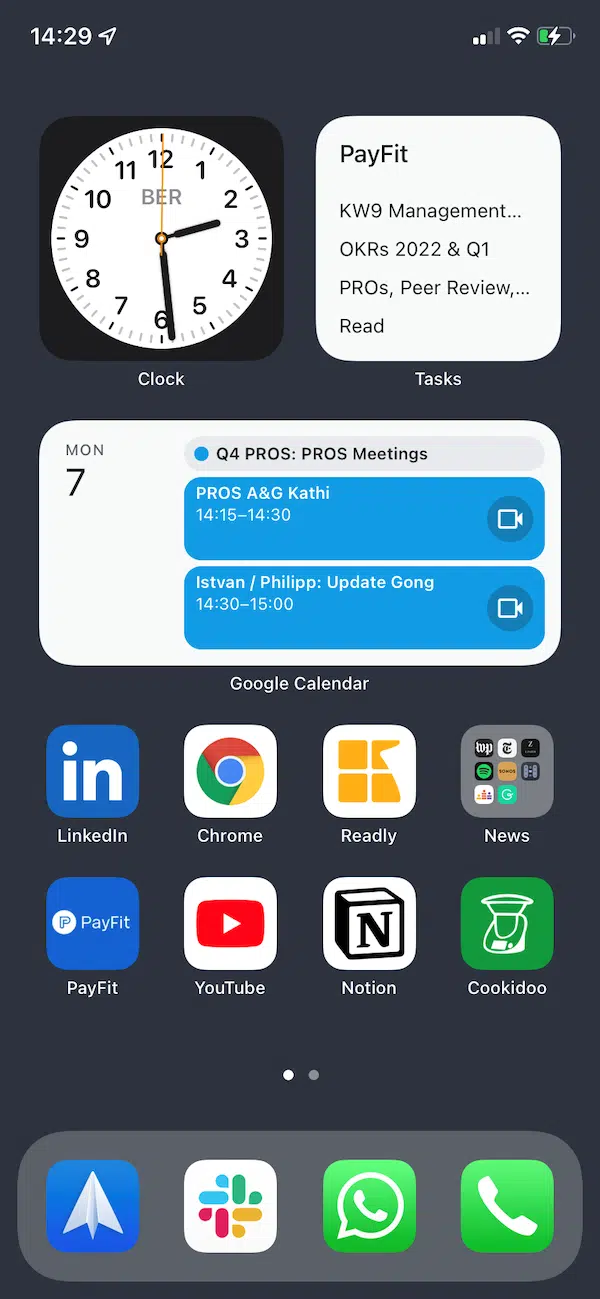 14:29
12
11 1
BER
10 2
9 3
8 4
7 5
6
Clock
PayFit
KW9 Management...
OKRs 2022 & Q1
PROs, Peer Review,...
Read
Tasks
MON
7
Q4 PROS: PROS Meetings
PROS A&G Kathi
14:15–14:30
Istvan / Philipp: Update Gong
14:30–15:00
Google Calendar
in
wp
Z
SONOS
G
LinkedIn
Chrome
Readly
News
P PayFit
N
PayFit
YouTube
Notion
Cookidoo